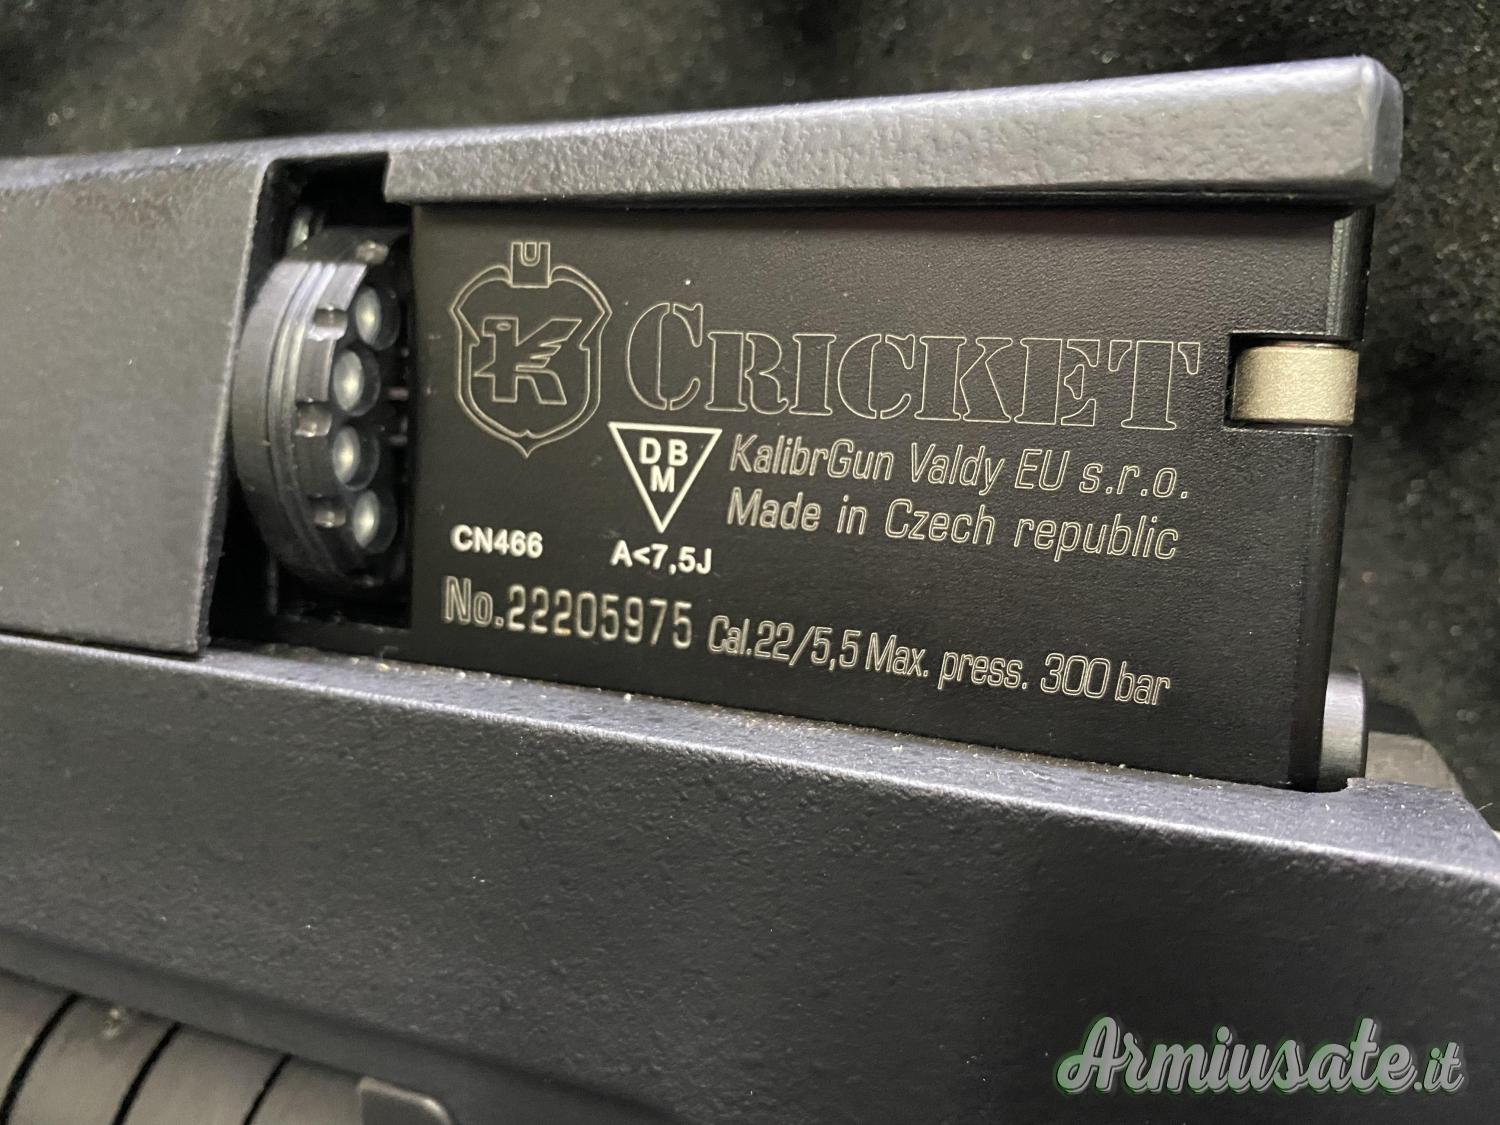 U
K
CRICKET
DB
M
KalibrGun Valdy EU s.r.o.
Made in Czech republic
CN466
A<7,5J
No.22205975 Cal.22/5,5 Max. press. 300 bar
Armiusate.it